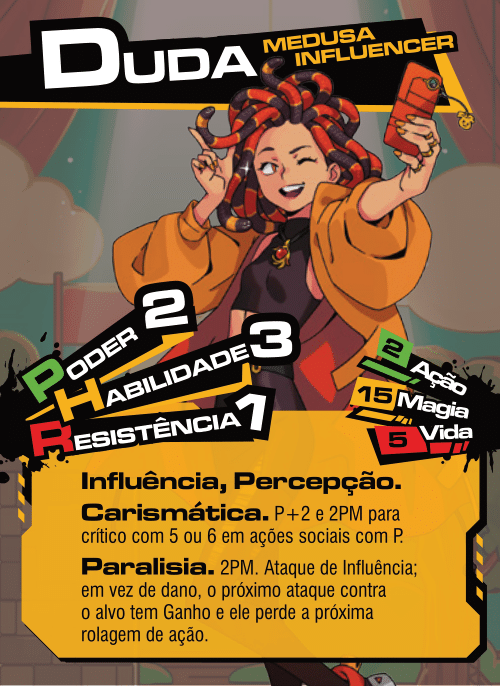 DUDA
MEDUSA
INFLUENCER
PODER 2
HABILIDADE 3
RESISTÊNCIA 1
2 Ação
15 Magia
5 Vida
Influência, Percepção.
Carismática. P+2 e 2PM para
crítico com 5 ou 6 em ações sociais com P.
Paralisia. 2PM. Ataque de Influência;
em vez de dano, o próximo ataque contra
o alvo tem Ganho e ele perde a próxima
rolagem de ação.